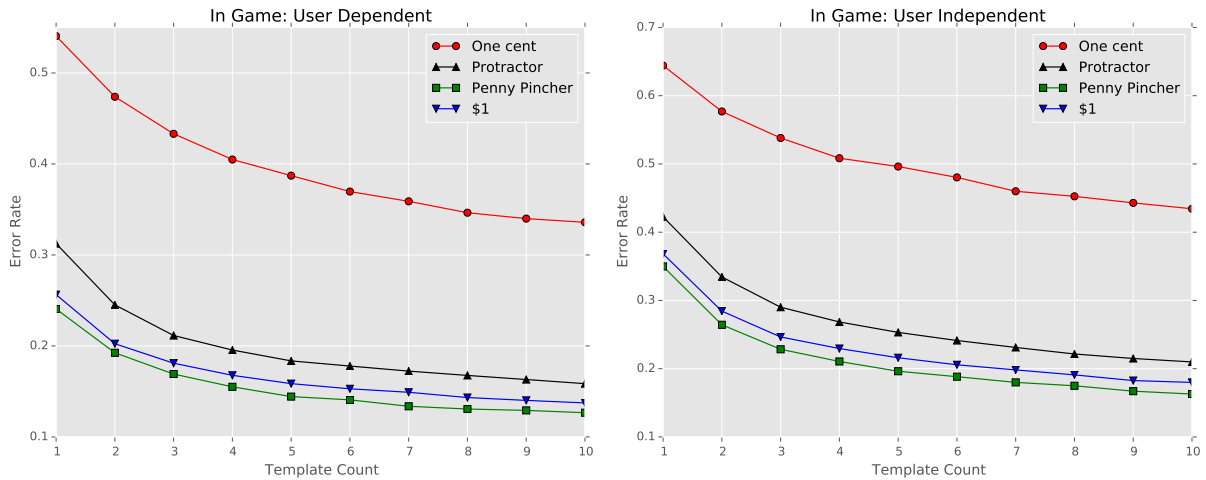 In Game: User Dependent
0.5
0.4
0.3
0.2
0.1
Error Rate
1 2 3 4 5 6 7 8 9 10
Template Count
One cent
Protractor
Penny Pincher
$1
In Game: User Independent
0.7
0.6
0.5
0.4
0.3
0.2
0.1
Error Rate
1 2 3 4 5 6 7 8 9 10
Template Count
One cent
Protractor
Penny Pincher
$1